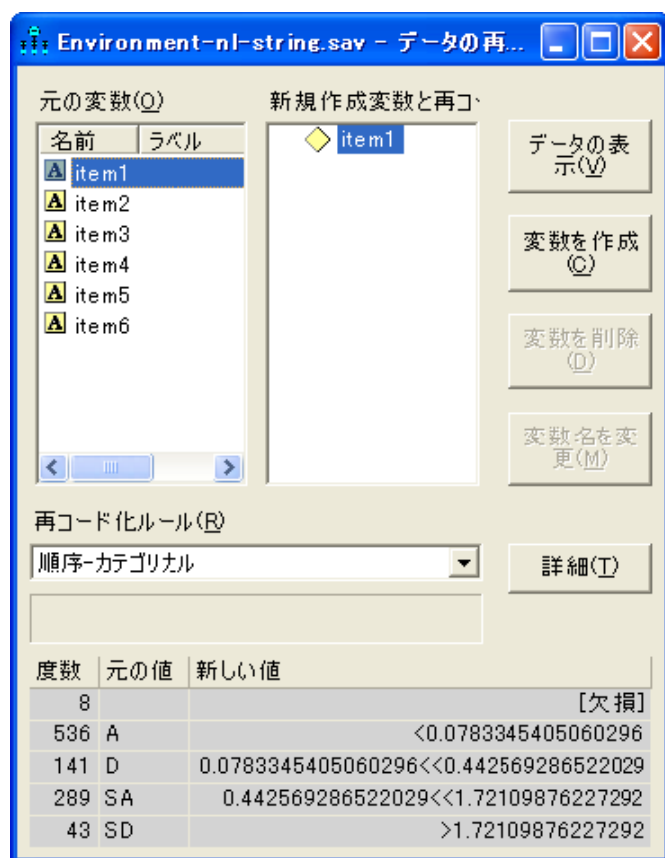 Environment-nl-string.sav - データの再...
元の変数(O) 新規作成変数と再コ
名前 ラベル
item1
item2
item3
item4
item5
item6
item1
データの表
示(V)
変数を作成
(C)
変数を削除
(D)
変数名を変
更(M)
再コード化ルール(R)
順序-カテゴリカル
詳細(T)
度数 元の値 新しい値
8 [欠損]
536 A <0.0783345405060296
141 D 0.0783345405060296<<0.442569286522029
289 SA 0.442569286522029<<1.72109876227292
43 SD >1.72109876227292